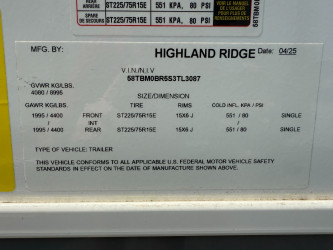 ARRIERE ST225/75R15E 551 KPA, 80 PSI
SPARE DE SECOURS ST225/75R15E 551 KPA, 80 PSI
MFG. BY: HIGHLAND RIDGE Date: 04/25
V.I.N./N.I.V
58TBM0BR5S3TL3087
GVWR KG/LBS.
4080 / 8995
SIZE/DIMENSION
GAWR KG/LBS. TIRE RIMS COLD INFL. KPA / PSI
1995 / 4400 FRONT ST225/75R15E 15X6 J 551 / 80 SINGLE
/ INT /
1995 / 4400 REAR ST225/75R15E 15X6 J 551 / 80 SINGLE
TYPE OF VEHICLE: TRAILER
THIS VEHICLE CONFORMS TO ALL APPLICABLE U.S. FEDERAL MOTOR VEHICLE SAFETY
STANDARDS IN EFFECT ON THE DATE OF MANUFACTURE SHOWN ABOVE.